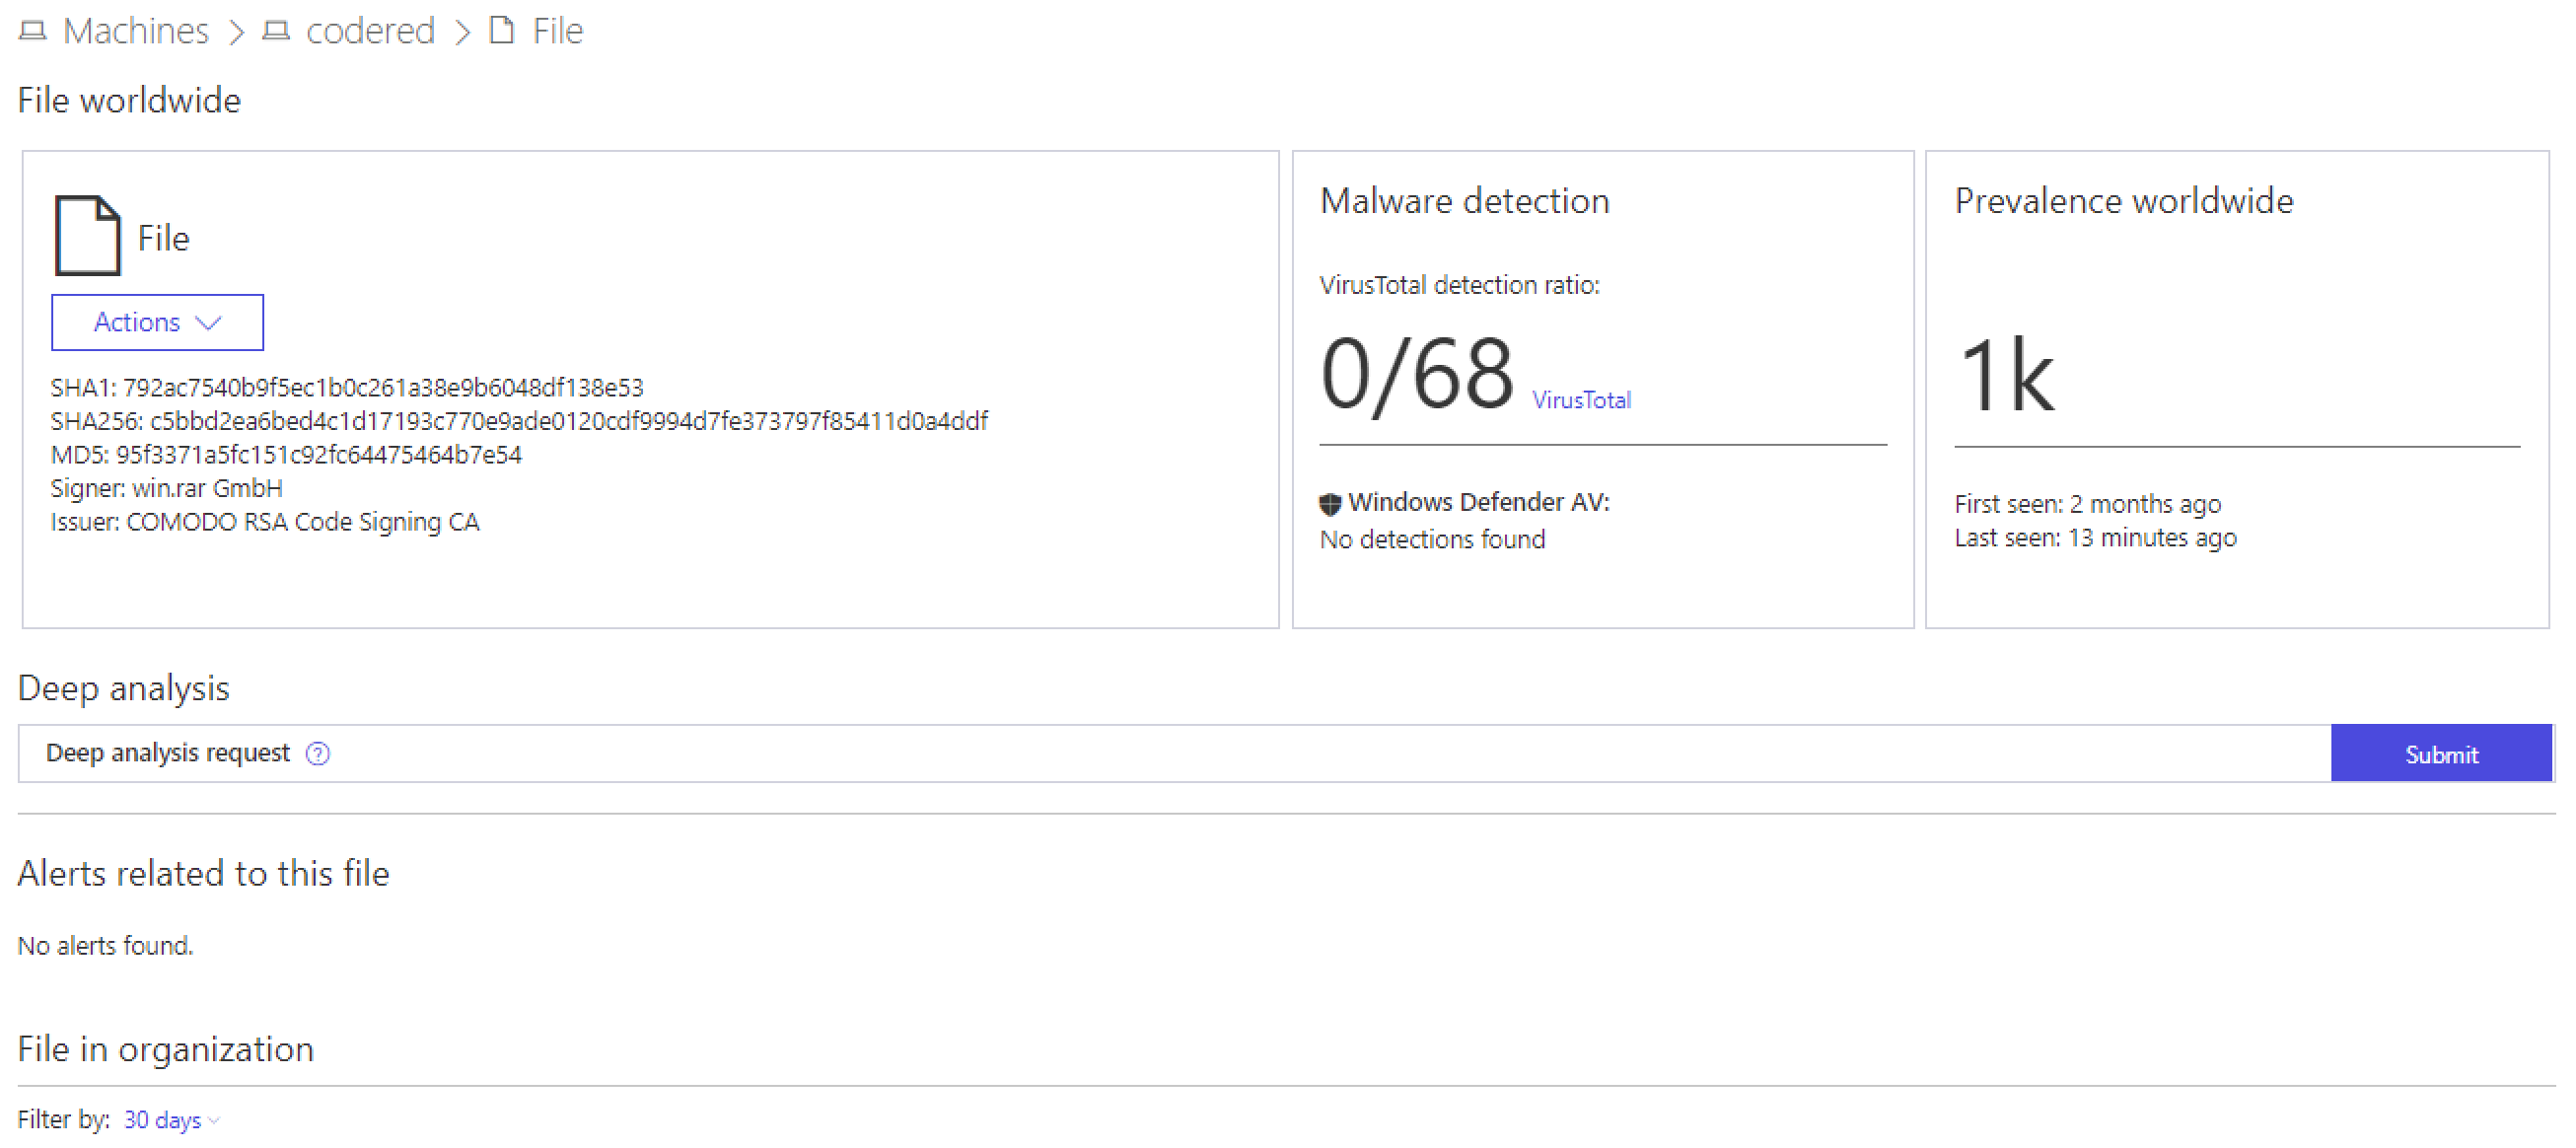 Machines > codered > File
File worldwide
File
Actions
SHA1: 792ac7540b9f5ec1b0c261a38e9b6048df138e53
SHA256: c5bbd2ea6bed4c1d17193c770e9ade0120cdf9994d7fe373797f85411d0a4ddf
MD5: 95f3371a5fc151c92fc64475464b7e54
Signer: win.rar GmbH
Issuer: COMODO RSA Code Signing CA
Malware detection
VirusTotal detection ratio:
0/68 VirusTotal
Windows Defender AV:
No detections found
Prevalence worldwide
1k
First seen: 2 months ago
Last seen: 13 minutes ago
Deep analysis
Deep analysis request ?
Submit
Alerts related to this file
No alerts found.
File in organization
Filter by: 30 days